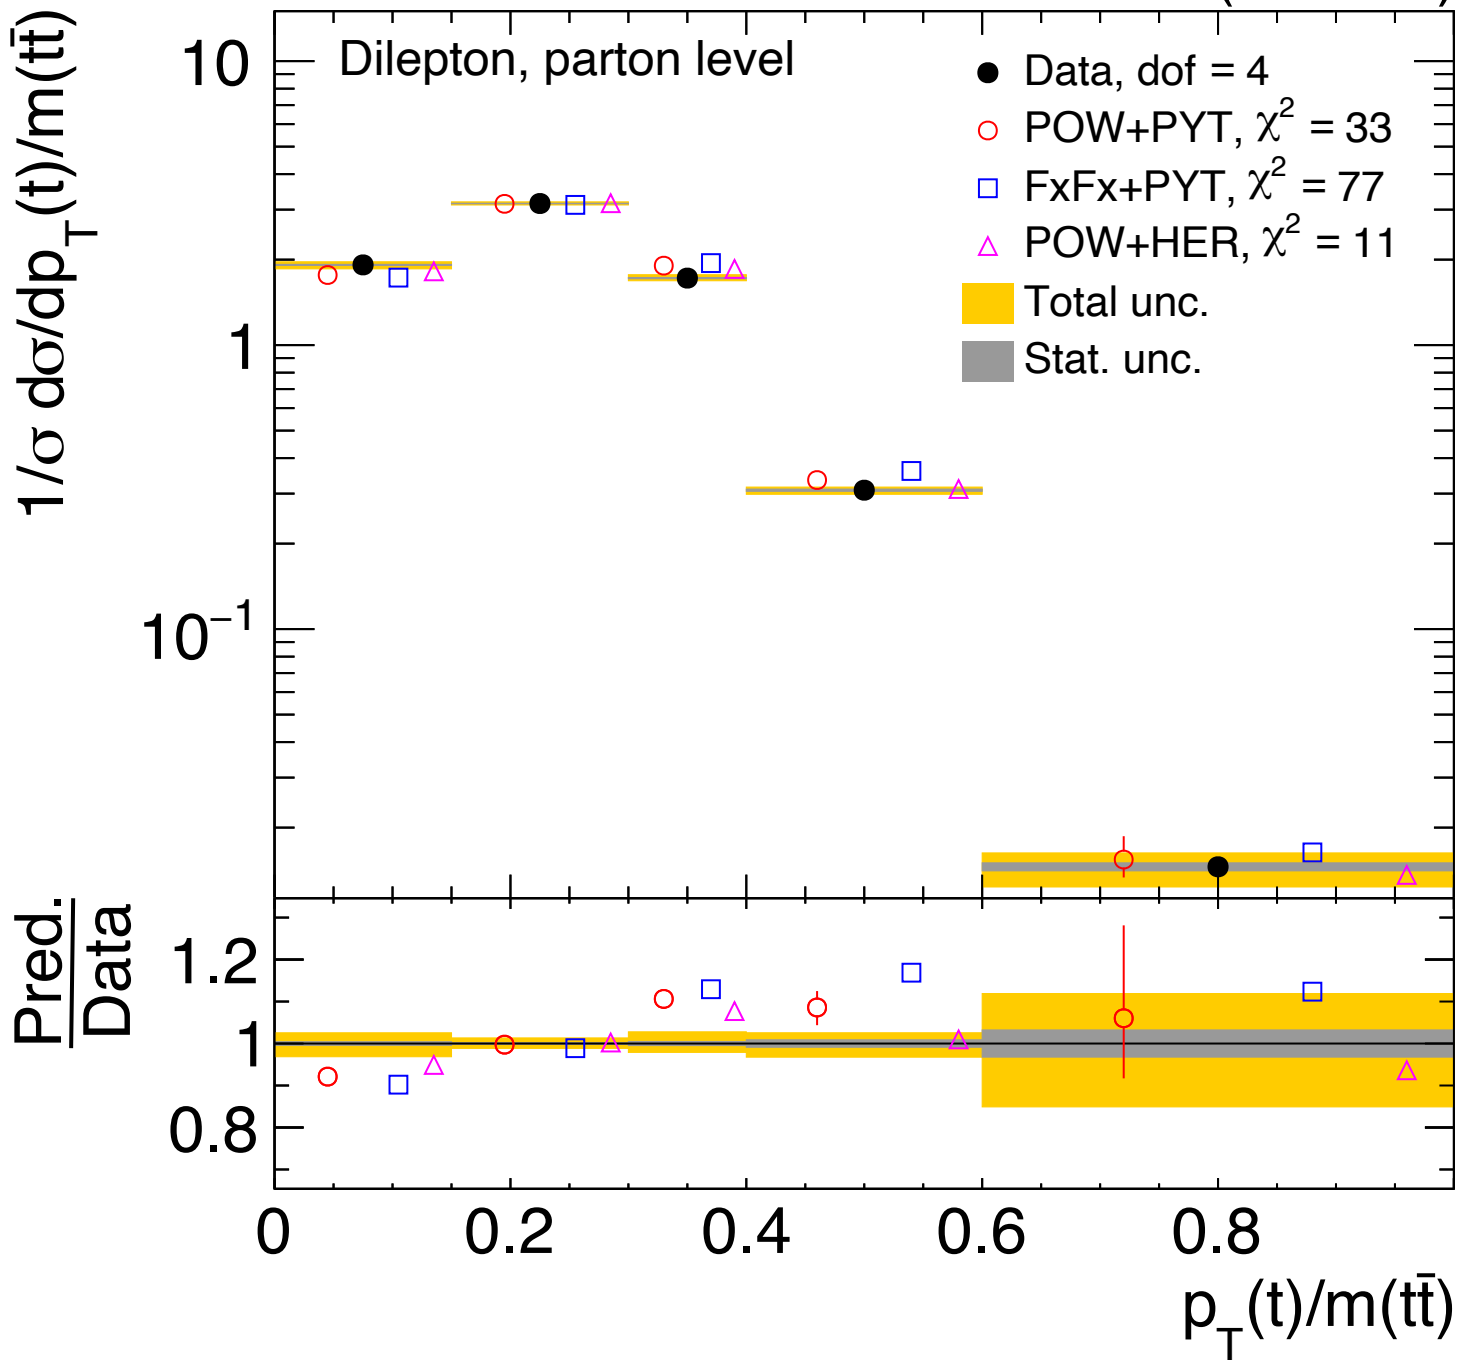 Dilepton, parton level
Data, dof = 4
POW+PYT, χ² = 33
FxFx+PYT, χ² = 77
POW+HER, χ² = 11
Total unc.
Stat. unc.
1/σ dσ/dp_T(t)/m(tt̄)
10
1
10⁻¹
Pred.
Data
1.2
1
0.8
0 0.2 0.4 0.6 0.8
p_T(t)/m(tt̄)